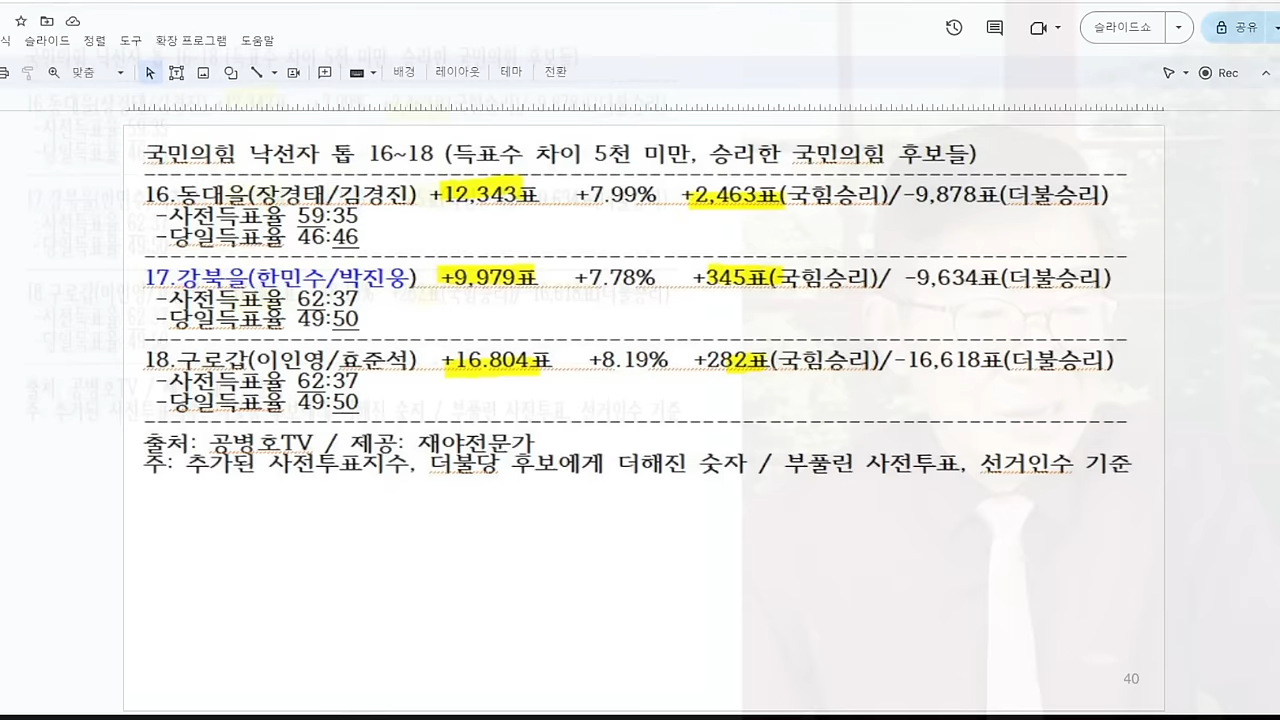 식 슬라이드 정렬 도구 확장 프로그램 도움말
슬라이드쇼
공유
맞춤
배경 레이아웃 테마 전환
Rec
국민의힘 낙선자 톱 16~18 (득표수 차이 5천 미만, 승리한 국민의힘 후보들)
16.동대을(장경태/김경진) +12,343표 +7.99% +2,463표(국힘승리)/-9,878표(더불승리)
-사전득표율 59:35
-당일득표율 46:46
17.강북을(한민수/박진웅) +9,979표 +7.78% +345표(국힘승리)/ -9,634표(더불승리)
-사전득표율 62:37
-당일득표율 49:50
18.구로갑(이인영/효준석) +16.804표 +8.19% +282표(국힘승리)/-16,618표(더불승리)
-사전득표율 62:37
-당일득표율 49:50
출처: 공병호TV / 제공: 재야전문가
주: 추가된 사전투표지수, 더불당 후보에게 더해진 숫자 / 부풀린 사전투표, 선거인수 기준
40